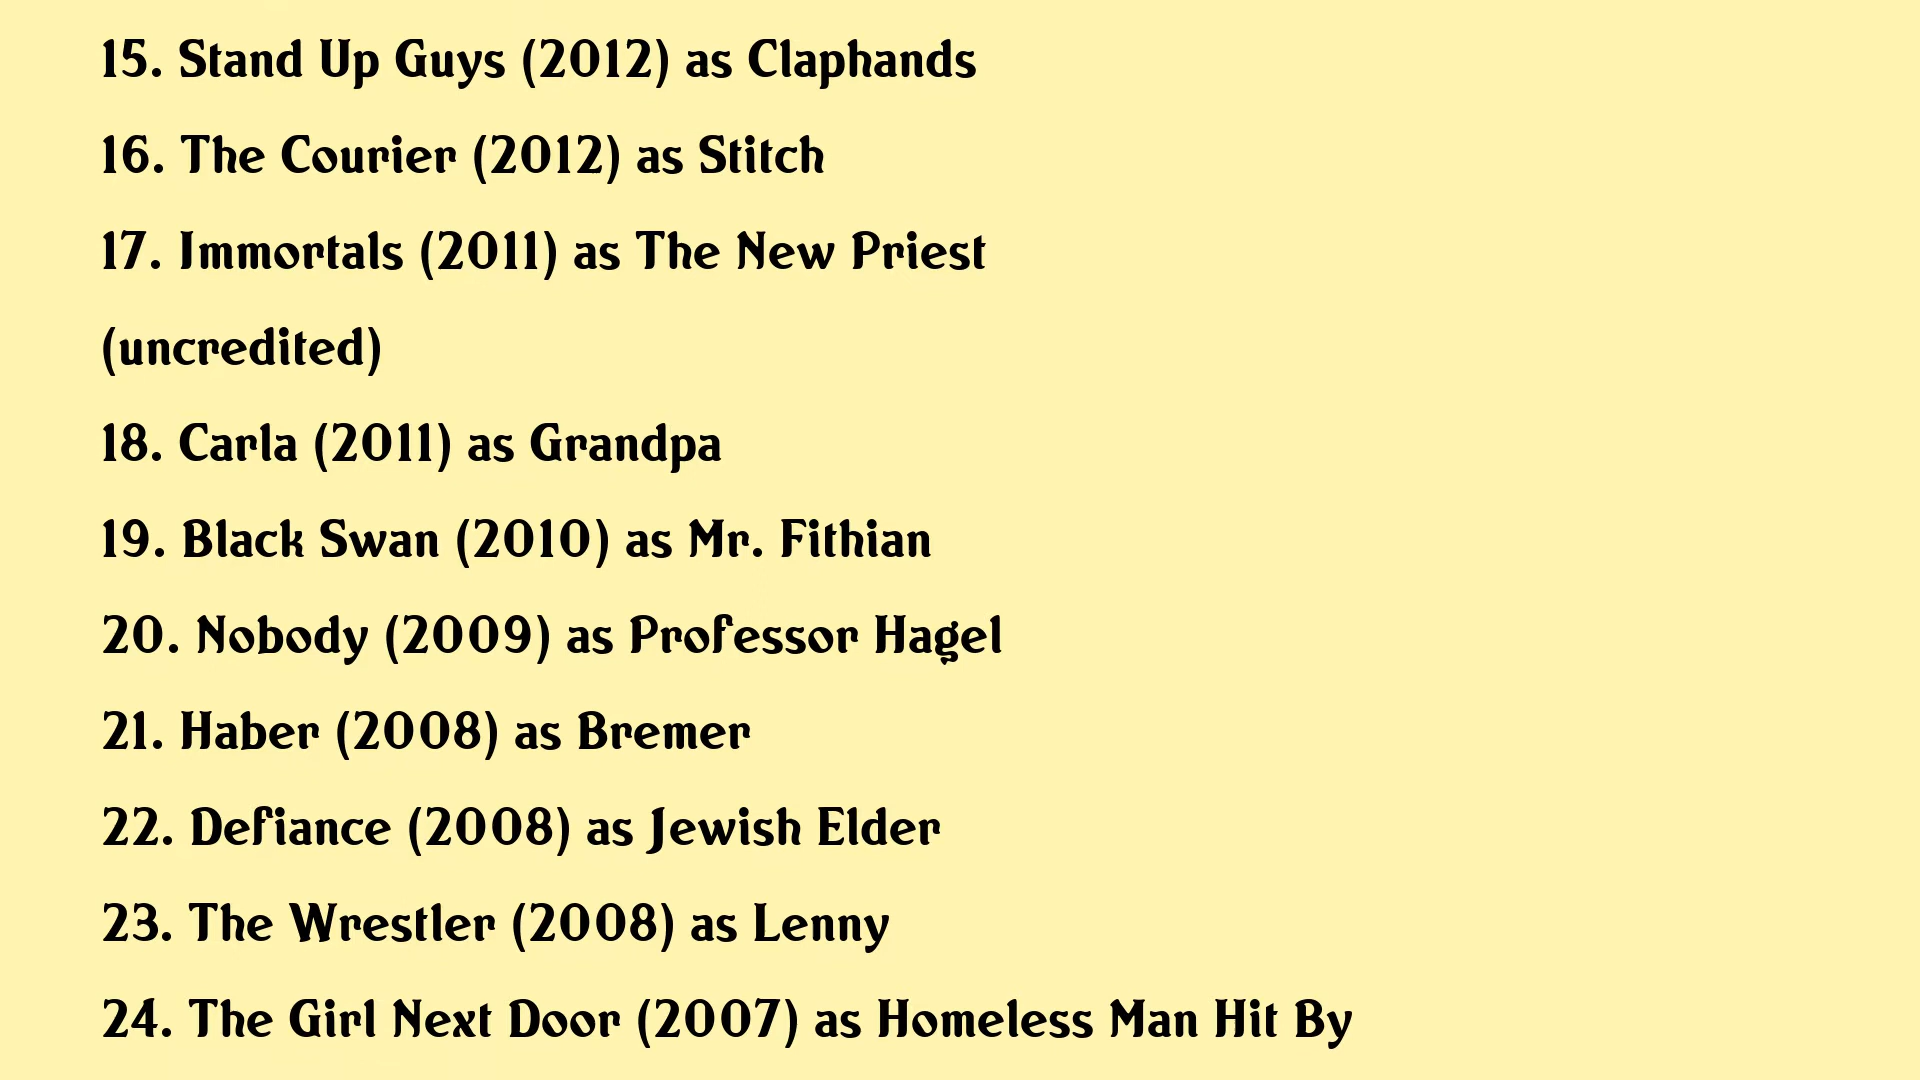 15. Stand Up Guys (2012) as Claphands
16. The Courier (2012) as Stitch
17. Immortals (2011) as The New Priest
(uncredited)
18. Carla (2011) as Grandpa
19. Black Swan (2010) as Mr. Fithian
20. Nobody (2009) as Professor Hagel
21. Haber (2008) as Bremer
22. Defiance (2008) as Jewish Elder
23. The Wrestler (2008) as Lenny
24. The Girl Next Door (2007) as Homeless Man Hit By